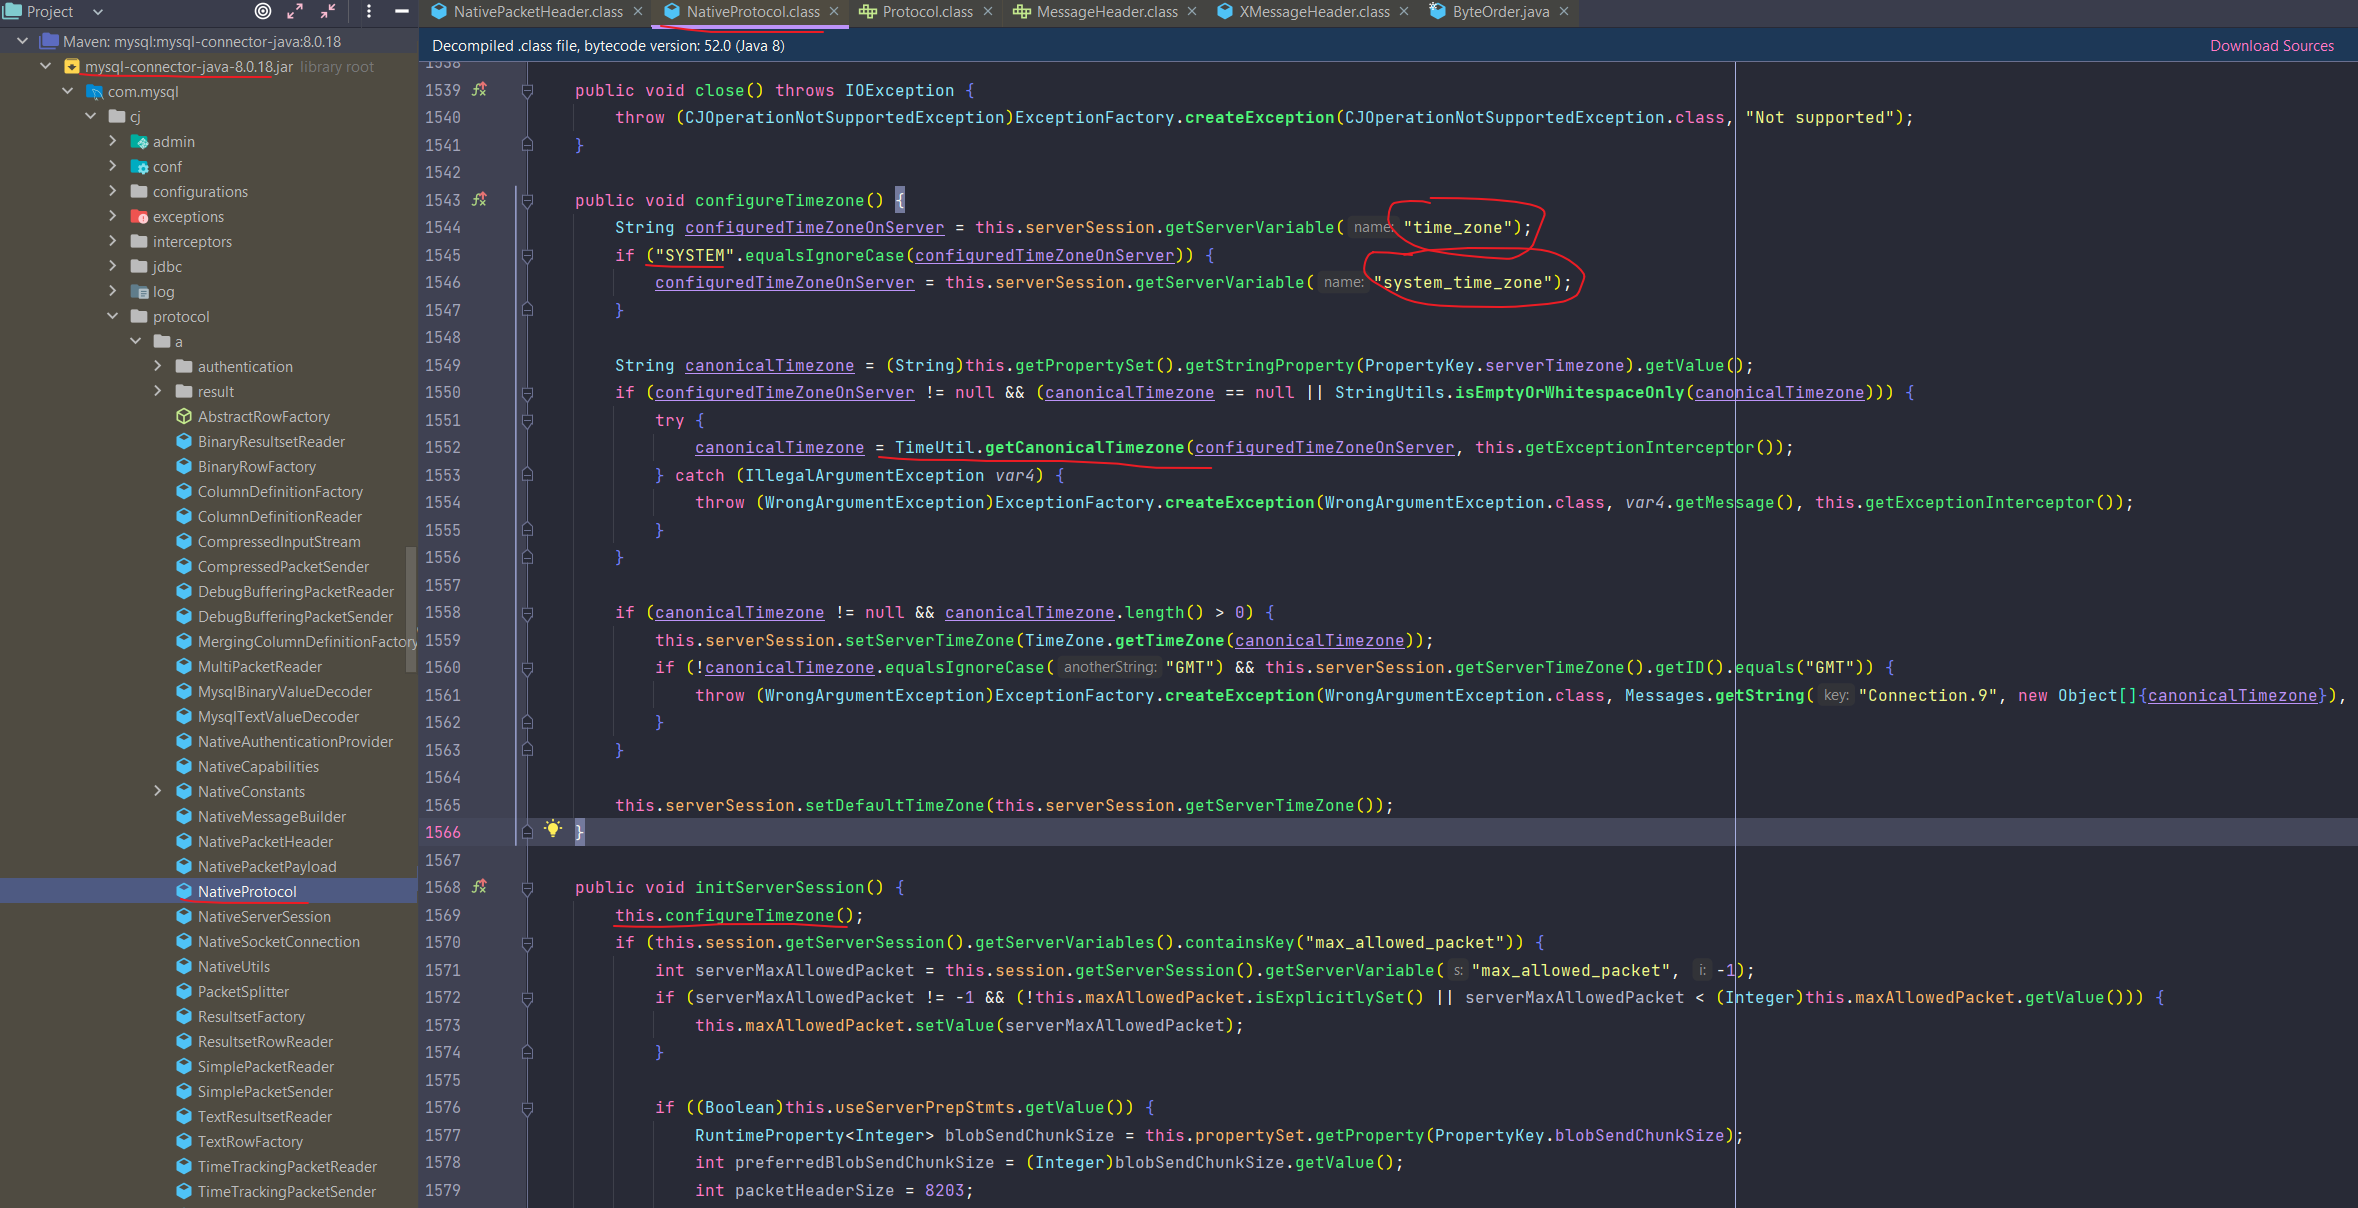 Project
NativePacketHeader.class
NativeProtocol.class
Protocol.class
MessageHeader.class
XMessageHeader.class
ByteOrder.java
Maven: mysql:mysql-connector-java:8.0.18
mysql-connector-java-8.0.18.jar library root
com.mysql
cj
admin
conf
configurations
exceptions
interceptors
jdbc
log
protocol
a
authentication
result
AbstractRowFactory
BinaryResultsetReader
BinaryRowFactory
ColumnDefinitionFactory
ColumnDefinitionReader
CompressedInputStream
CompressedPacketSender
DebugBufferingPacketReader
DebugBufferingPacketSender
MergingColumnDefinitionFactory
MultiPacketReader
MysqlBinaryValueDecoder
MysqlTextValueDecoder
NativeAuthenticationProvider
NativeCapabilities
NativeConstants
NativeMessageBuilder
NativePacketHeader
NativePacketPayload
NativeProtocol
NativeServerSession
NativeSocketConnection
NativeUtils
PacketSplitter
ResultsetFactory
ResultsetRowReader
SimplePacketReader
SimplePacketSender
TextResultsetReader
TextRowFactory
TimeTrackingPacketReader
TimeTrackingPacketSender
Decompiled .class file, bytecode version: 52.0 (Java 8) Download Sources
1538
1539 public void close() throws IOException {
1540 throw (CJOperationNotSupportedException)ExceptionFactory.createException(CJOperationNotSupportedException.class, "Not supported");
1541 }
1542
1543 public void configureTimezone() {
1544 String configuredTimeZoneOnServer = this.serverSession.getServerVariable( name: "time_zone");
1545 if ("SYSTEM".equalsIgnoreCase(configuredTimeZoneOnServer)) {
1546 configuredTimeZoneOnServer = this.serverSession.getServerVariable( name: "system_time_zone");
1547 }
1548
1549 String canonicalTimezone = (String)this.getPropertySet().getStringProperty(PropertyKey.serverTimezone).getValue();
1550 if (configuredTimeZoneOnServer != null && (canonicalTimezone == null || StringUtils.isEmptyOrWhitespaceOnly(canonicalTimezone))) {
1551 try {
1552 canonicalTimezone = TimeUtil.getCanonicalTimezone(configuredTimeZoneOnServer, this.getExceptionInterceptor());
1553 } catch (IllegalArgumentException var4) {
1554 throw (WrongArgumentException)ExceptionFactory.createException(WrongArgumentException.class, var4.getMessage(), this.getExceptionInterceptor());
1555 }
1556 }
1557
1558 if (canonicalTimezone != null && canonicalTimezone.length() > 0) {
1559 this.serverSession.setServerTimeZone(TimeZone.getTimeZone(canonicalTimezone));
1560 if (!canonicalTimezone.equalsIgnoreCase( anotherString: "GMT") && this.serverSession.getServerTimeZone().getID().equals("GMT")) {
1561 throw (WrongArgumentException)ExceptionFactory.createException(WrongArgumentException.class, Messages.getString( key: "Connection.9", new Object[]{canonicalTimezone}),
1562 }
1563 }
1564
1565 this.serverSession.setDefaultTimeZone(this.serverSession.getServerTimeZone());
1566 }
1567
1568 public void initServerSession() {
1569 this.configureTimezone();
1570 if (this.session.getServerSession().getServerVariables().containsKey("max_allowed_packet")) {
1571 int serverMaxAllowedPacket = this.session.getServerSession().getServerVariable( s: "max_allowed_packet", i: -1);
1572 if (serverMaxAllowedPacket != -1 && (!this.maxAllowedPacket.isExplicitlySet() || serverMaxAllowedPacket < (Integer)this.maxAllowedPacket.getValue())) {
1573 this.maxAllowedPacket.setValue(serverMaxAllowedPacket);
1574 }
1575
1576 if ((Boolean)this.useServerPrepStmts.getValue()) {
1577 RuntimeProperty<Integer> blobSendChunkSize = this.propertySet.getProperty(PropertyKey.blobSendChunkSize);
1578 int preferredBlobSendChunkSize = (Integer)blobSendChunkSize.getValue();
1579 int packetHeaderSize = 8203;